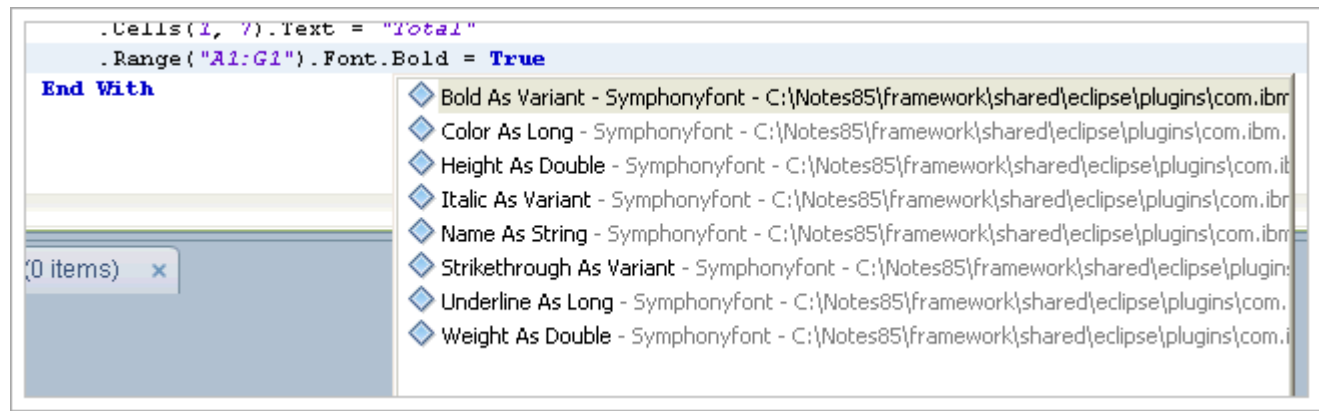 .Cells(1, 7).Text = "Total"
.Range("A1:G1").Font.Bold = True
End With
Bold As Variant - Symphonyfont - C:\Notes85\framework\shared\eclipse\plugins\com.ibm
Color As Long - Symphonyfont - C:\Notes85\framework\shared\eclipse\plugins\com.ibm.
Height As Double - Symphonyfont - C:\Notes85\framework\shared\eclipse\plugins\com.ib
Italic As Variant - Symphonyfont - C:\Notes85\framework\shared\eclipse\plugins\com.ibm
Name As String - Symphonyfont - C:\Notes85\framework\shared\eclipse\plugins\com.ibm
Strikethrough As Variant - Symphonyfont - C:\Notes85\framework\shared\eclipse\plugins
Underline As Long - Symphonyfont - C:\Notes85\framework\shared\eclipse\plugins\com.
Weight As Double - Symphonyfont - C:\Notes85\framework\shared\eclipse\plugins\com.i
(0 items)